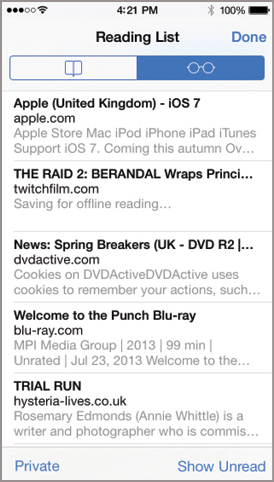 4:21 PM 100%
Reading List Done
Apple (United Kingdom) - iOS 7
apple.com
Apple Store Mac iPod iPhone iPad iTunes
Support iOS 7. Coming this autumn Ov…
THE RAID 2: BERANDAL Wraps Princi…
twitchfilm.com
Saving for offline reading…
News: Spring Breakers (UK - DVD R2 |…
dvdactive.com
Cookies on DVDActiveDVDActive uses
cookies to remember your actions, such…
Welcome to the Punch Blu-ray
blu-ray.com
MPI Media Group | 2013 | 99 min |
Unrated | Jul 23, 2013 Welcome to the…
TRIAL RUN
hysteria-lives.co.uk
Rosemary Edmonds (Annie Whittle) is a
writer and photographer who is commis…
Private Show Unread